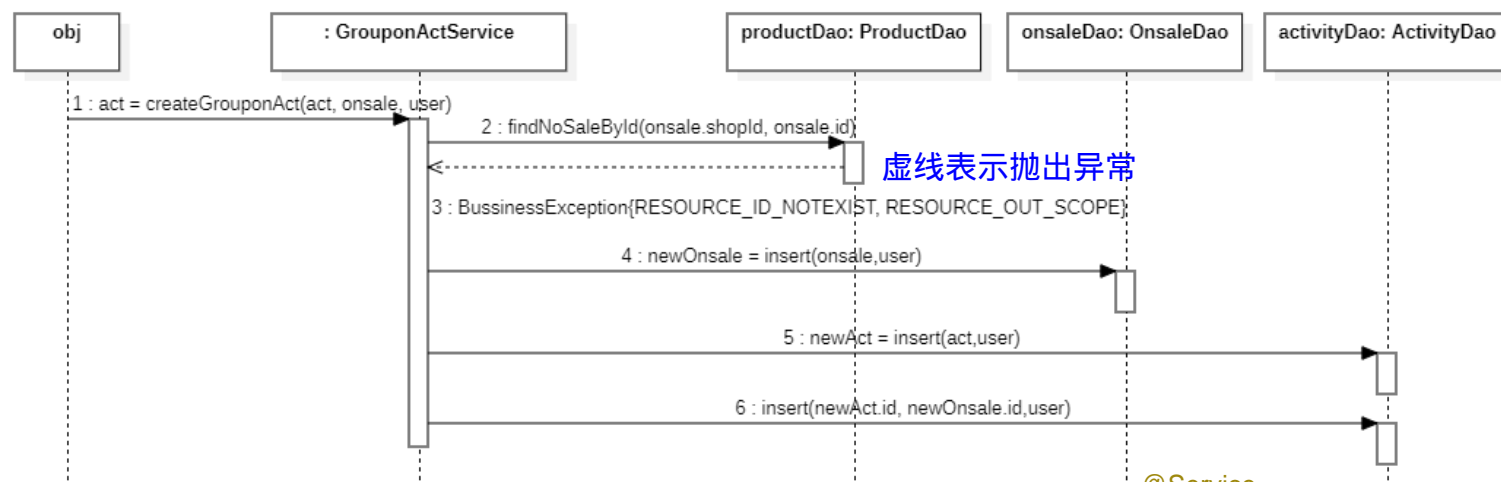 obj
: GrouponActService
productDao: ProductDao
onsaleDao: OnsaleDao
activityDao: ActivityDao
1 : act = createGrouponAct(act, onsale, user)
2 : findNoSaleById(onsale.shopId, onsale.id)
虚线表示抛出异常
3 : BussinessException{RESOURCE_ID_NOTEXIST, RESOURCE_OUT_SCOPE}
4 : newOnsale = insert(onsale,user)
5 : newAct = insert(act,user)
6 : insert(newAct.id, newOnsale.id,user)
@Service